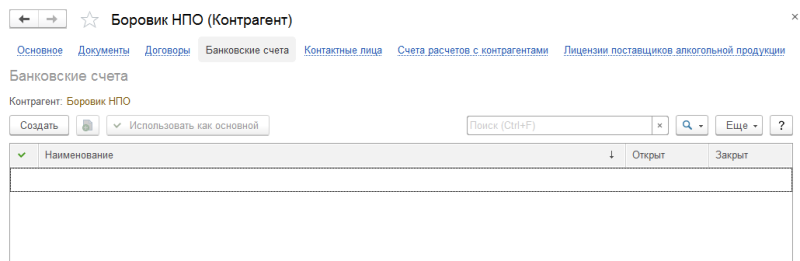 Боровик НПО (Контрагент)
Основное Документы Договоры Банковские счета Контактные лица Счета расчетов с контрагентами Лицензии поставщиков алкогольной продукции
Банковские счета
Контрагент: Боровик НПО
Создать Использовать как основной Поиск (Ctrl+F) × Еще ?
Наименование ↓ Открыт Закрыт